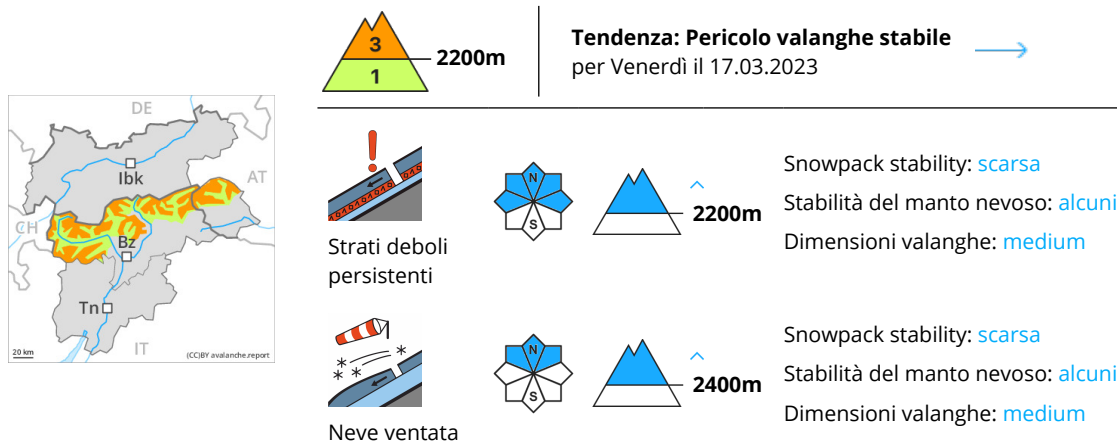 3
1
2200m
Tendenza: Pericolo valanghe stabile
per Venerdì il 17.03.2023
DE
AT
CH
IT
Ibk
Bz
Tn
20 km
(CC)BY avalanche.report
Strati deboli
persistenti
N
S
2200m
Snowpack stability: scarsa
Stabilità del manto nevoso: alcuni
Dimensioni valanghe: medium
Neve ventata
N
S
2400m
Snowpack stability: scarsa
Stabilità del manto nevoso: alcuni
Dimensioni valanghe: medium